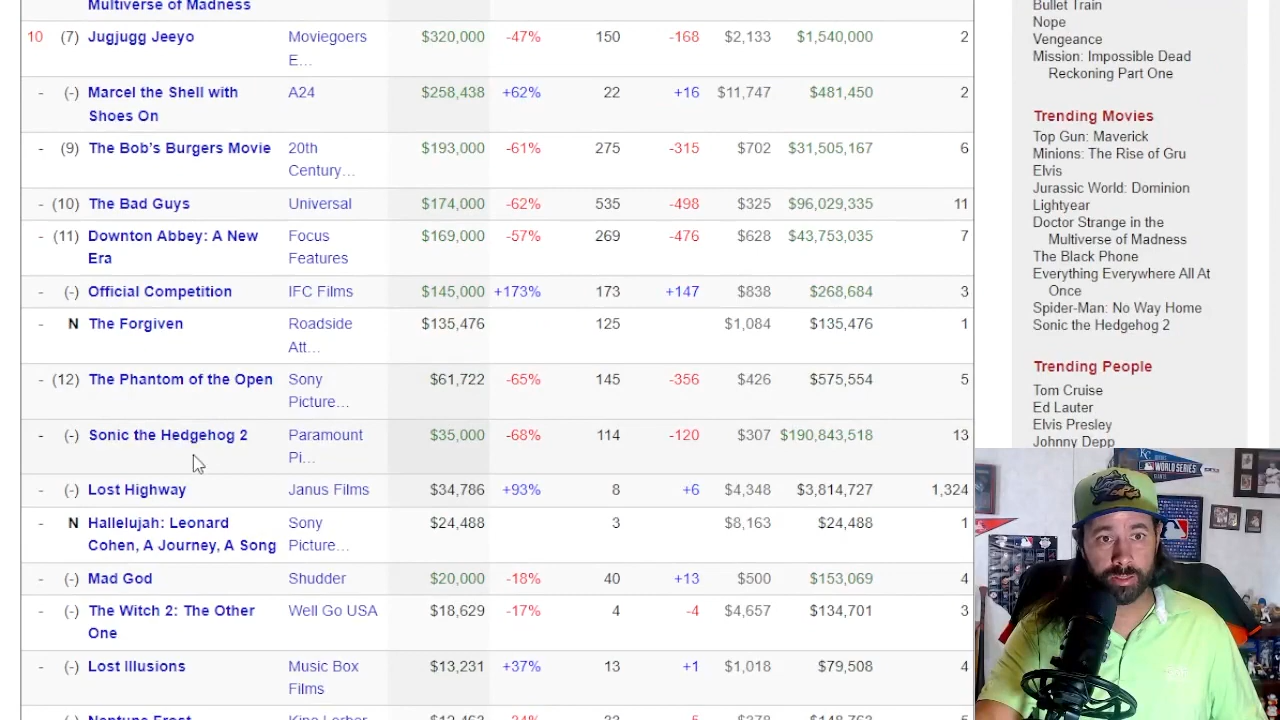 Multiverse of Madness
10 (7) Jugjugg Jeeyo Moviegoers $320,000 -47% 150 -168 $2,133 $1,540,000 2
E…
- (-) Marcel the Shell with A24 $258,438 +62% 22 +16 $11,747 $481,450 2
Shoes On
- (9) The Bob's Burgers Movie 20th $193,000 -61% 275 -315 $702 $31,505,167 6
Century…
- (10) The Bad Guys Universal $174,000 -62% 535 -498 $325 $96,029,335 11
- (11) Downton Abbey: A New Focus $169,000 -57% 269 -476 $628 $43,753,035 7
Era Features
- (-) Official Competition IFC Films $145,000 +173% 173 +147 $838 $268,684 3
- N The Forgiven Roadside $135,476 125 $1,084 $135,476 1
Att…
- (12) The Phantom of the Open Sony $61,722 -65% 145 -356 $426 $575,554 5
Picture…
- (-) Sonic the Hedgehog 2 Paramount $35,000 -68% 114 -120 $307 $190,843,518 13
Pi…
- (-) Lost Highway Janus Films $34,786 +93% 8 +6 $4,348 $3,814,727 1,324
- N Hallelujah: Leonard Sony $24,488 3 $8,163 $24,488 1
Cohen, A Journey, A Song Picture…
- (-) Mad God Shudder $20,000 -18% 40 +13 $500 $153,069 4
- (-) The Witch 2: The Other Well Go USA $18,629 -17% 4 -4 $4,657 $134,701 3
One
- (-) Lost Illusions Music Box $13,231 +37% 13 +1 $1,018 $79,508 4
Films
Bullet Train
Nope
Vengeance
Mission: Impossible Dead
Reckoning Part One
Trending Movies
Top Gun: Maverick
Minions: The Rise of Gru
Elvis
Jurassic World: Dominion
Lightyear
Doctor Strange in the
Multiverse of Madness
The Black Phone
Everything Everywhere All At
Once
Spider-Man: No Way Home
Sonic the Hedgehog 2
Trending People
Tom Cruise
Ed Lauter
Elvis Presley
Johnny Depp
WORLD SERIES